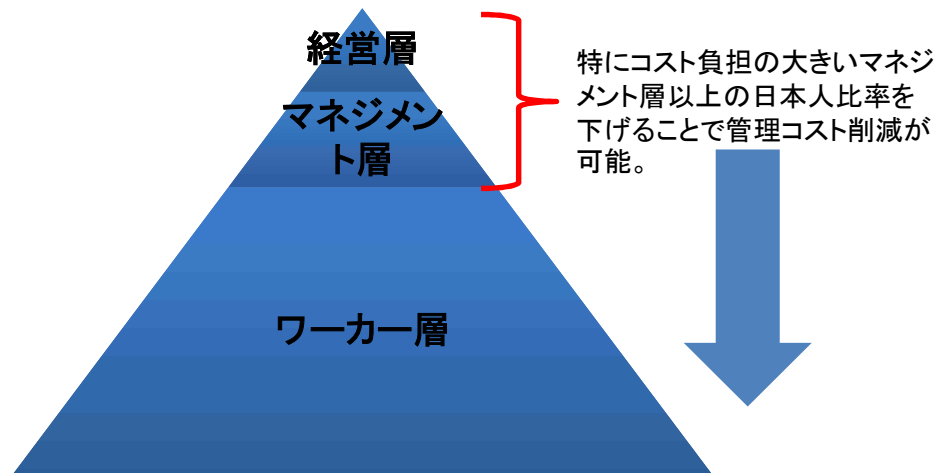 経営層
マネジメン
ト層
ワーカー層
特にコスト負担の大きいマネジ
メント層以上の日本人比率を
下げることで管理コスト削減が
可能。